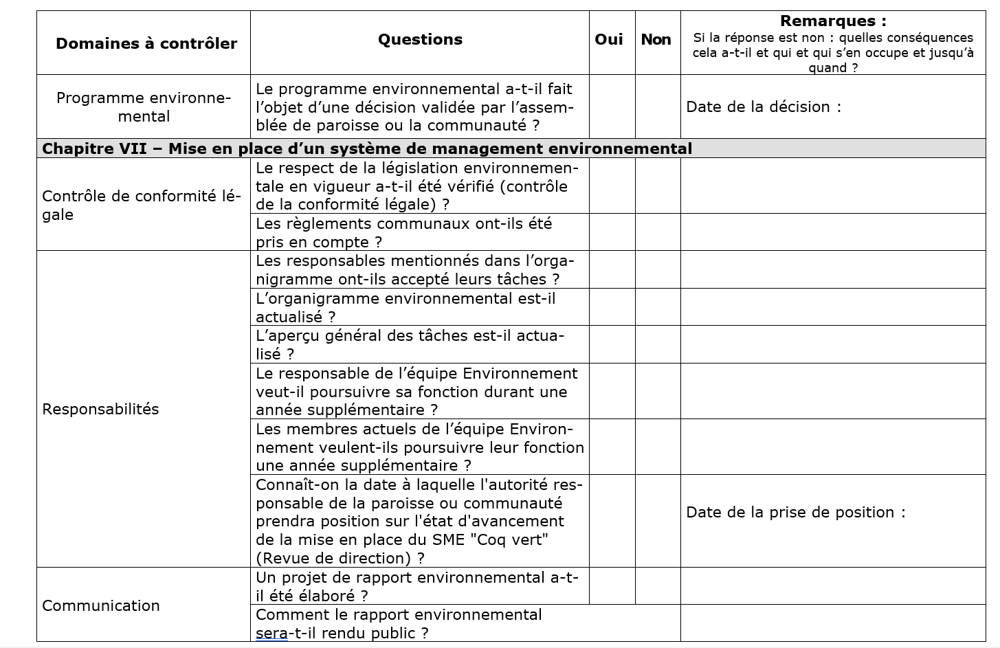 Domaines à contrôler
Questions
Oui
Non
Remarques :
Si la réponse est non : quelles conséquences
cela a-t-il et qui et qui s’en occupe et jusqu’à
quand ?
Programme environne-
mental
Le programme environnemental a-t-il fait
l’objet d’une décision validée par l’assem-
blée de paroisse ou la communauté ?
Date de la décision :
Chapitre VII – Mise en place d’un système de management environnemental
Contrôle de conformité lé-
gale
Le respect de la législation environnemen-
tale en vigueur a-t-il été vérifié (contrôle
de la conformité légale) ?
Les règlements communaux ont-ils été
pris en compte ?
Responsabilités
Les responsables mentionnés dans l’orga-
nigramme ont-ils accepté leurs tâches ?
L’organigramme environnemental est-il
actualisé ?
L’aperçu général des tâches est-il actua-
lisé ?
Le responsable de l’équipe Environnement
veut-il poursuivre sa fonction durant une
année supplémentaire ?
Les membres actuels de l’équipe Environ-
nement veulent-ils poursuivre leur fonction
une année supplémentaire ?
Connaît-on la date à laquelle l'autorité res-
ponsable de la paroisse ou communauté
prendra position sur l'état d'avancement
de la mise en place du SME "Coq vert"
(Revue de direction) ?
Date de la prise de position :
Communication
Un projet de rapport environnemental a-t-
il été élaboré ?
Comment le rapport environnemental
sera-t-il rendu public ?